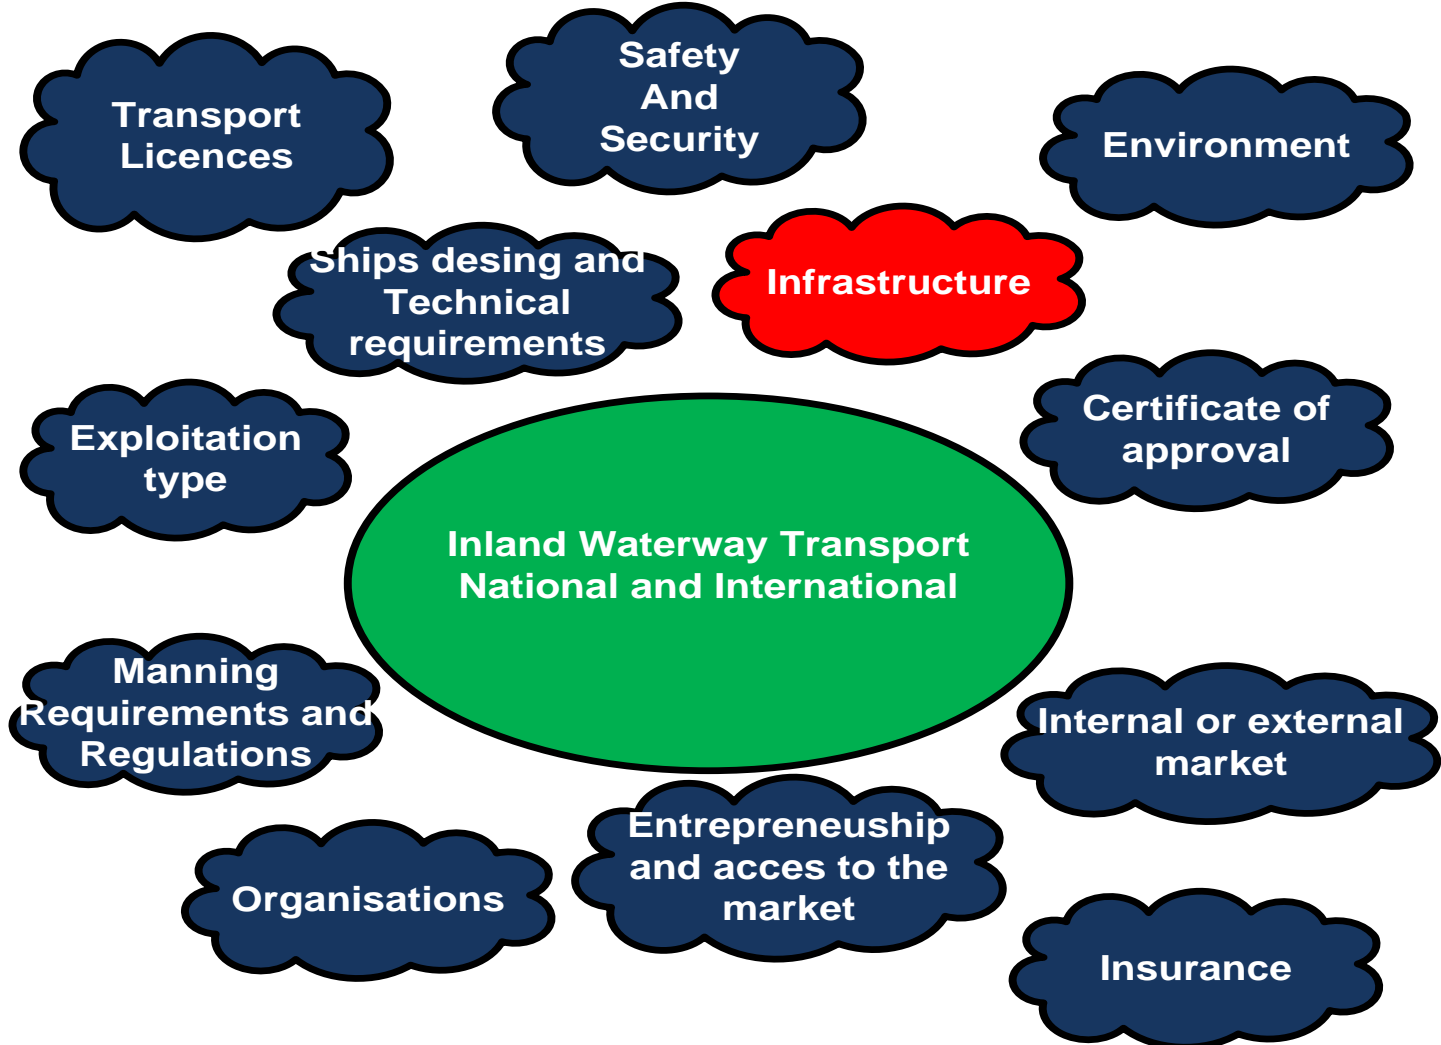 Safety
And
Security
Transport
Licences
Environment
Ships desing and
Technical
requirements
Infrastructure
Exploitation
type
Certificate of
approval
Inland Waterway Transport
National and International
Manning
Requirements and
Regulations
Internal or external
market
Entrepreneuship
and acces to the
market
Organisations
Insurance